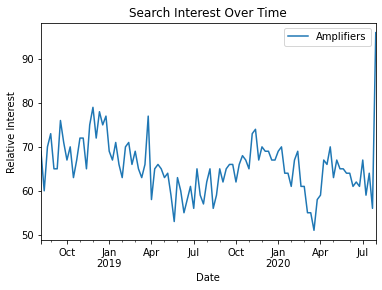 Search Interest Over Time
Amplifiers
Relative Interest
90
80
70
60
50
Oct Jan Apr Jul Oct Jan Apr Jul
2019 2020
Date